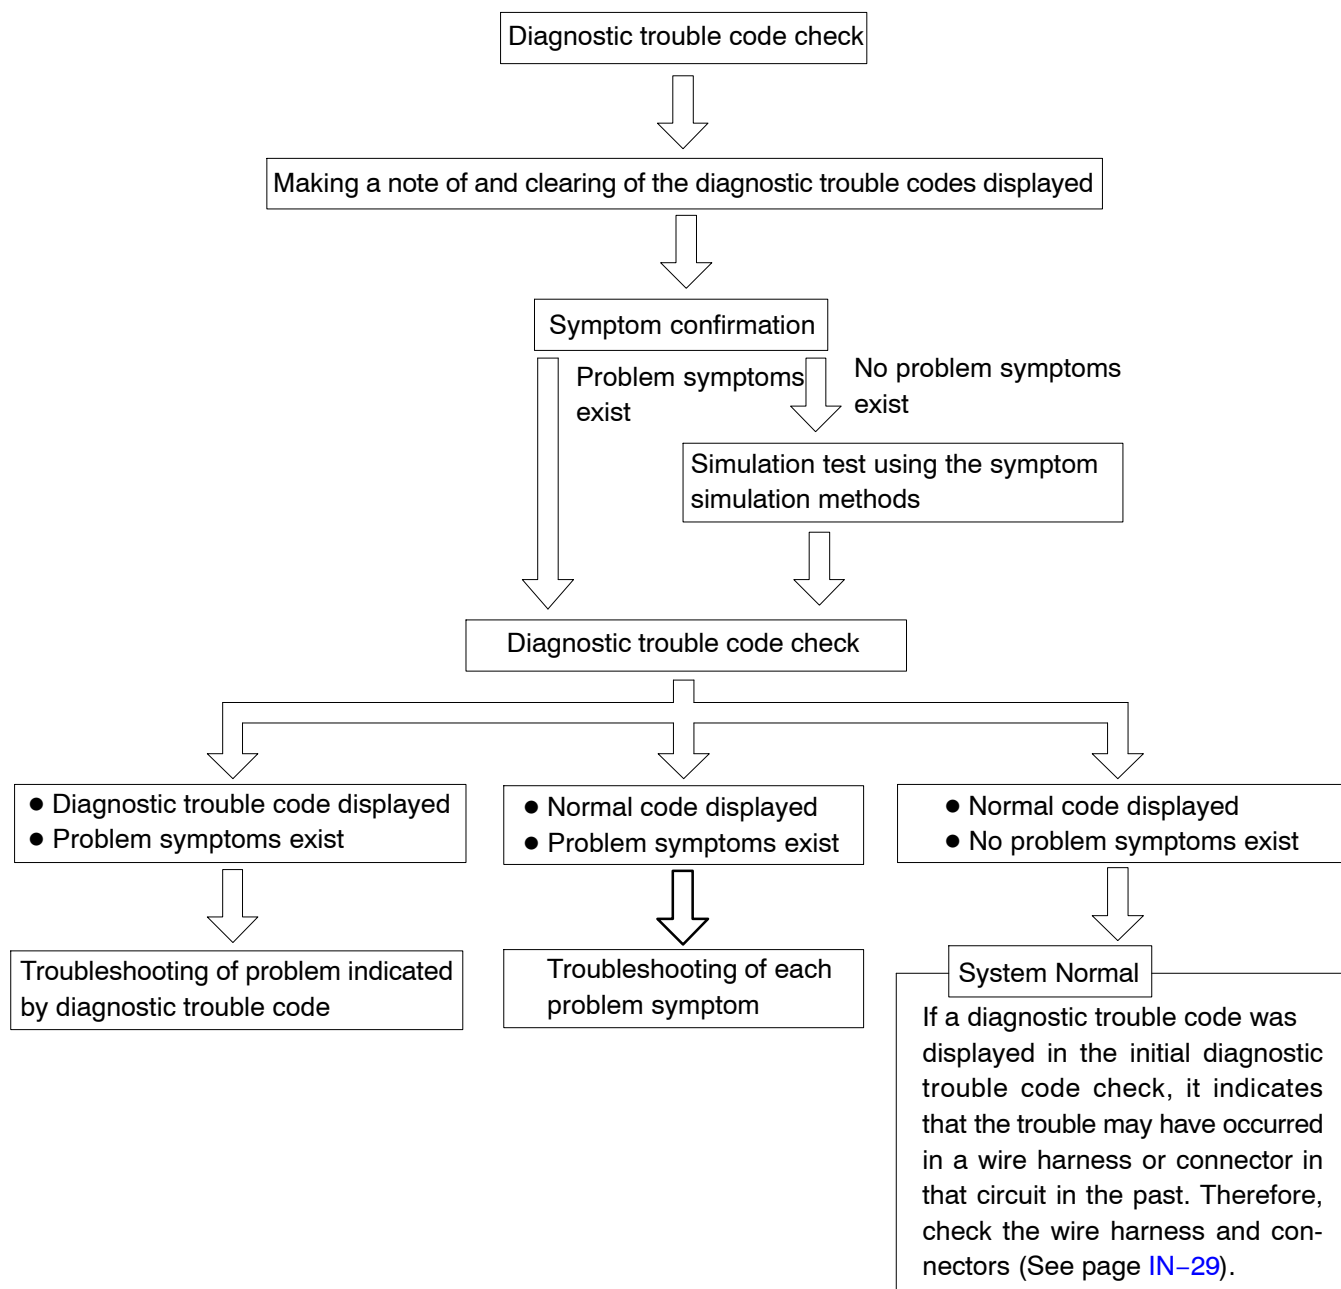 Diagnostic trouble code check
Making a note of and clearing of the diagnostic trouble codes displayed
Symptom confirmation
Problem symptoms
exist
No problem symptoms
exist
Simulation test using the symptom
simulation methods
Diagnostic trouble code check
● Diagnostic trouble code displayed
● Problem symptoms exist
● Normal code displayed
● Problem symptoms exist
● Normal code displayed
● No problem symptoms exist
Troubleshooting of problem indicated
by diagnostic trouble code
Troubleshooting of each
problem symptom
System Normal
If a diagnostic trouble code was
displayed in the initial diagnostic
trouble code check, it indicates
that the trouble may have occurred
in a wire harness or connector in
that circuit in the past. Therefore,
check the wire harness and con-
nectors (See page IN−29).